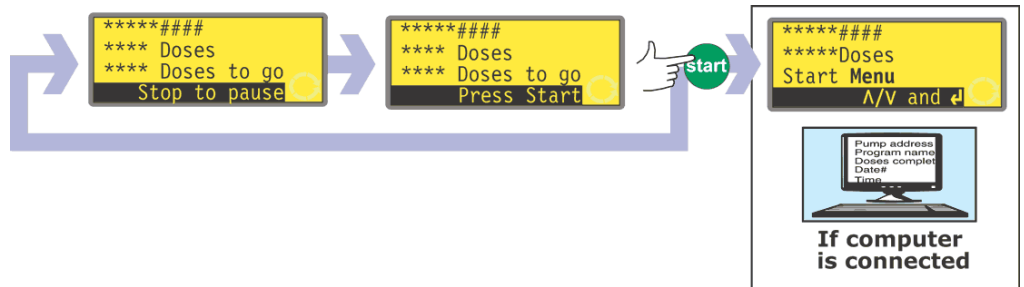 *****####
**** Doses
**** Doses to go
Stop to pause
*****####
**** Doses
**** Doses to go
Press Start
start
*****####
*****Doses
Start Menu
Λ/V and ↲
Pump address
Program name
Doses complet
Date#
Time
If computer
is connected